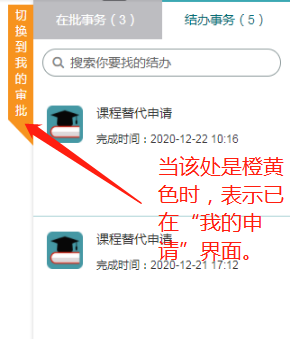 切换到我的审批
在批事务（3）
结办事务（5）
搜索你要找的结办
课程替代申请
完成时间：2020-12-22 10:16
当该处是橙黄
色时，表示已
在“我的申
请”界面。
课程替代申请
完成时间：2020-12-21 17:12